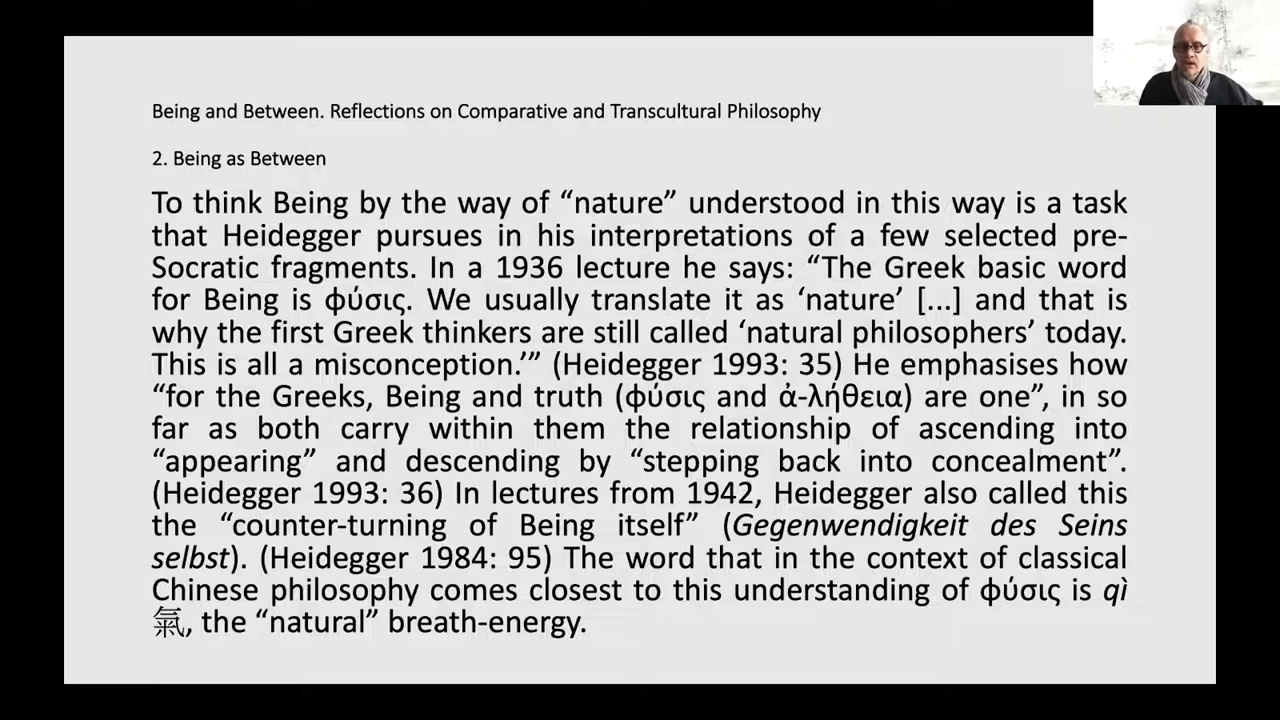 Being and Between. Reflections on Comparative and Transcultural Philosophy
2. Being as Between
To think Being by the way of “nature” understood in this way is a task
that Heidegger pursues in his interpretations of a few selected pre-
Socratic fragments. In a 1936 lecture he says: “The Greek basic word
for Being is φύσις. We usually translate it as ‘nature’ [...] and that is
why the first Greek thinkers are still called ‘natural philosophers’ today.
This is all a misconception.’” (Heidegger 1993: 35) He emphasises how
“for the Greeks, Being and truth (φύσις and ἀ-λήθεια) are one”, in so
far as both carry within them the relationship of ascending into
“appearing” and descending by “stepping back into concealment”.
(Heidegger 1993: 36) In lectures from 1942, Heidegger also called this
the “counter-turning of Being itself” (Gegenwendigkeit des Seins
selbst). (Heidegger 1984: 95) The word that in the context of classical
Chinese philosophy comes closest to this understanding of φύσις is qì
氣, the “natural” breath-energy.